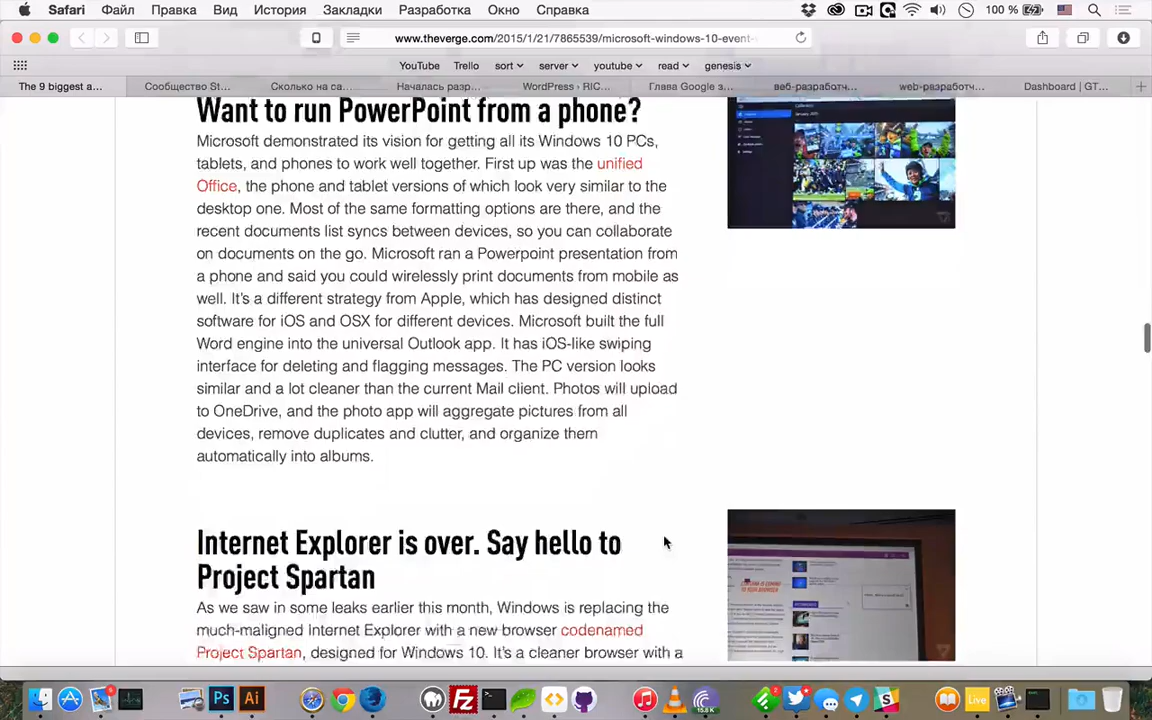 Safari Файл Правка Вид История Закладки Разработка Окно Справка 100 %
www.theverge.com/2015/1/21/7865539/microsoft-windows-10-event-
YouTube Trello sort server youtube read genesis
The 9 biggest a... Сообщество St... Сколько на са... Началась разр... WordPress › RIC... Глава Google з... веб-разработч... web-разработч... Dashboard | GT...
Want to run PowerPoint from a phone?
Microsoft demonstrated its vision for getting all its Windows 10 PCs,
tablets, and phones to work well together. First up was the unified
Office, the phone and tablet versions of which look very similar to the
desktop one. Most of the same formatting options are there, and the
recent documents list syncs between devices, so you can collaborate
on documents on the go. Microsoft ran a Powerpoint presentation from
a phone and said you could wirelessly print documents from mobile as
well. It's a different strategy from Apple, which has designed distinct
software for iOS and OSX for different devices. Microsoft built the full
Word engine into the universal Outlook app. It has iOS-like swiping
interface for deleting and flagging messages. The PC version looks
similar and a lot cleaner than the current Mail client. Photos will upload
to OneDrive, and the photo app will aggregate pictures from all
devices, remove duplicates and clutter, and organize them
automatically into albums.
Internet Explorer is over. Say hello to
Project Spartan
As we saw in some leaks earlier this month, Windows is replacing the
much-maligned Internet Explorer with a new browser codenamed
Project Spartan, designed for Windows 10. It's a cleaner browser with a
Ps Ai Fz Live